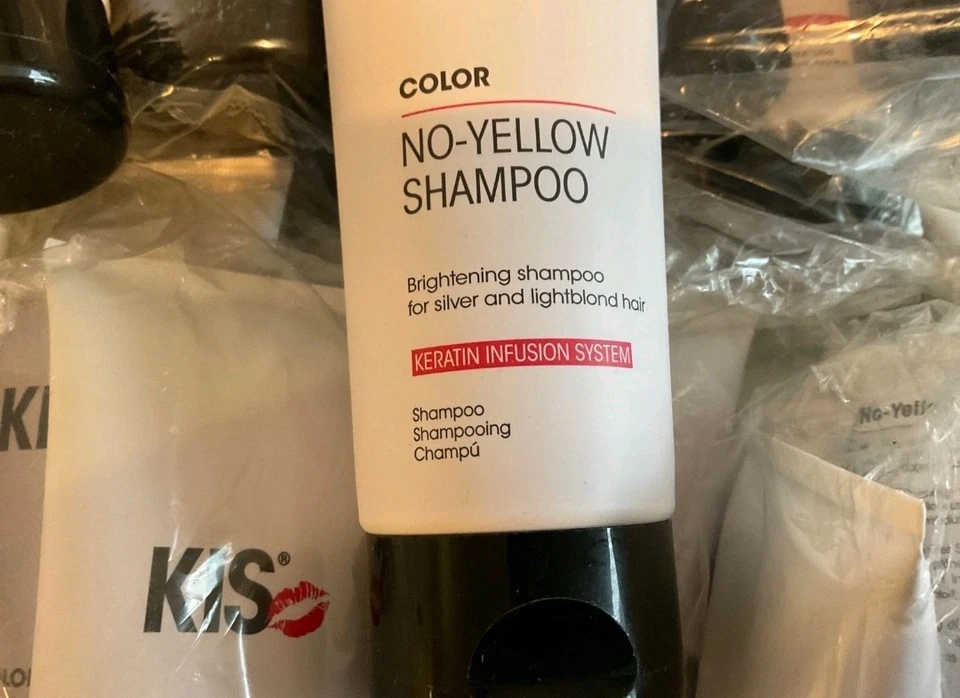 COLOR
NO-YELLOW
SHAMPOO
Brightening shampoo
for silver and lightblond hair
KERATIN INFUSION SYSTEM
Shampoo
Shampooing
Champú
KIS®